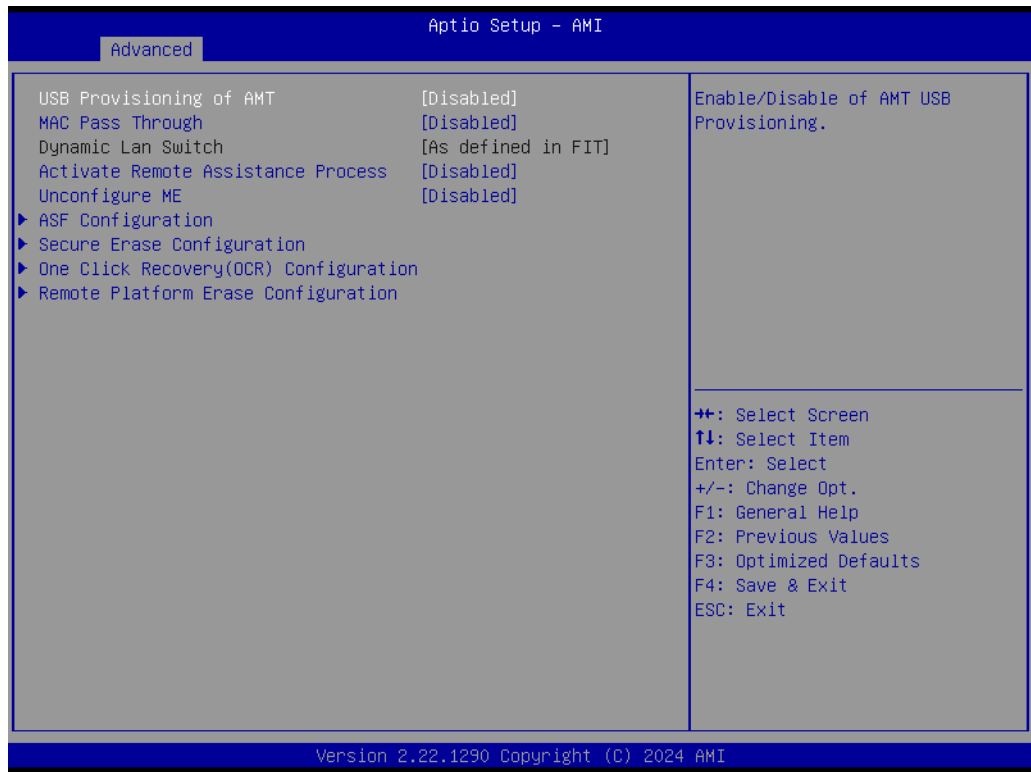 Aptio Setup – AMI
Advanced
USB Provisioning of AMT [Disabled]
MAC Pass Through [Disabled]
Dynamic Lan Switch [As defined in FIT]
Activate Remote Assistance Process [Disabled]
Unconfigure ME [Disabled]
ASF Configuration
Secure Erase Configuration
One Click Recovery(OCR) Configuration
Remote Platform Erase Configuration
Enable/Disable of AMT USB
Provisioning.
→←: Select Screen
↑↓: Select Item
Enter: Select
+/-: Change Opt.
F1: General Help
F2: Previous Values
F3: Optimized Defaults
F4: Save & Exit
ESC: Exit
Version 2.22.1290 Copyright (C) 2024 AMI